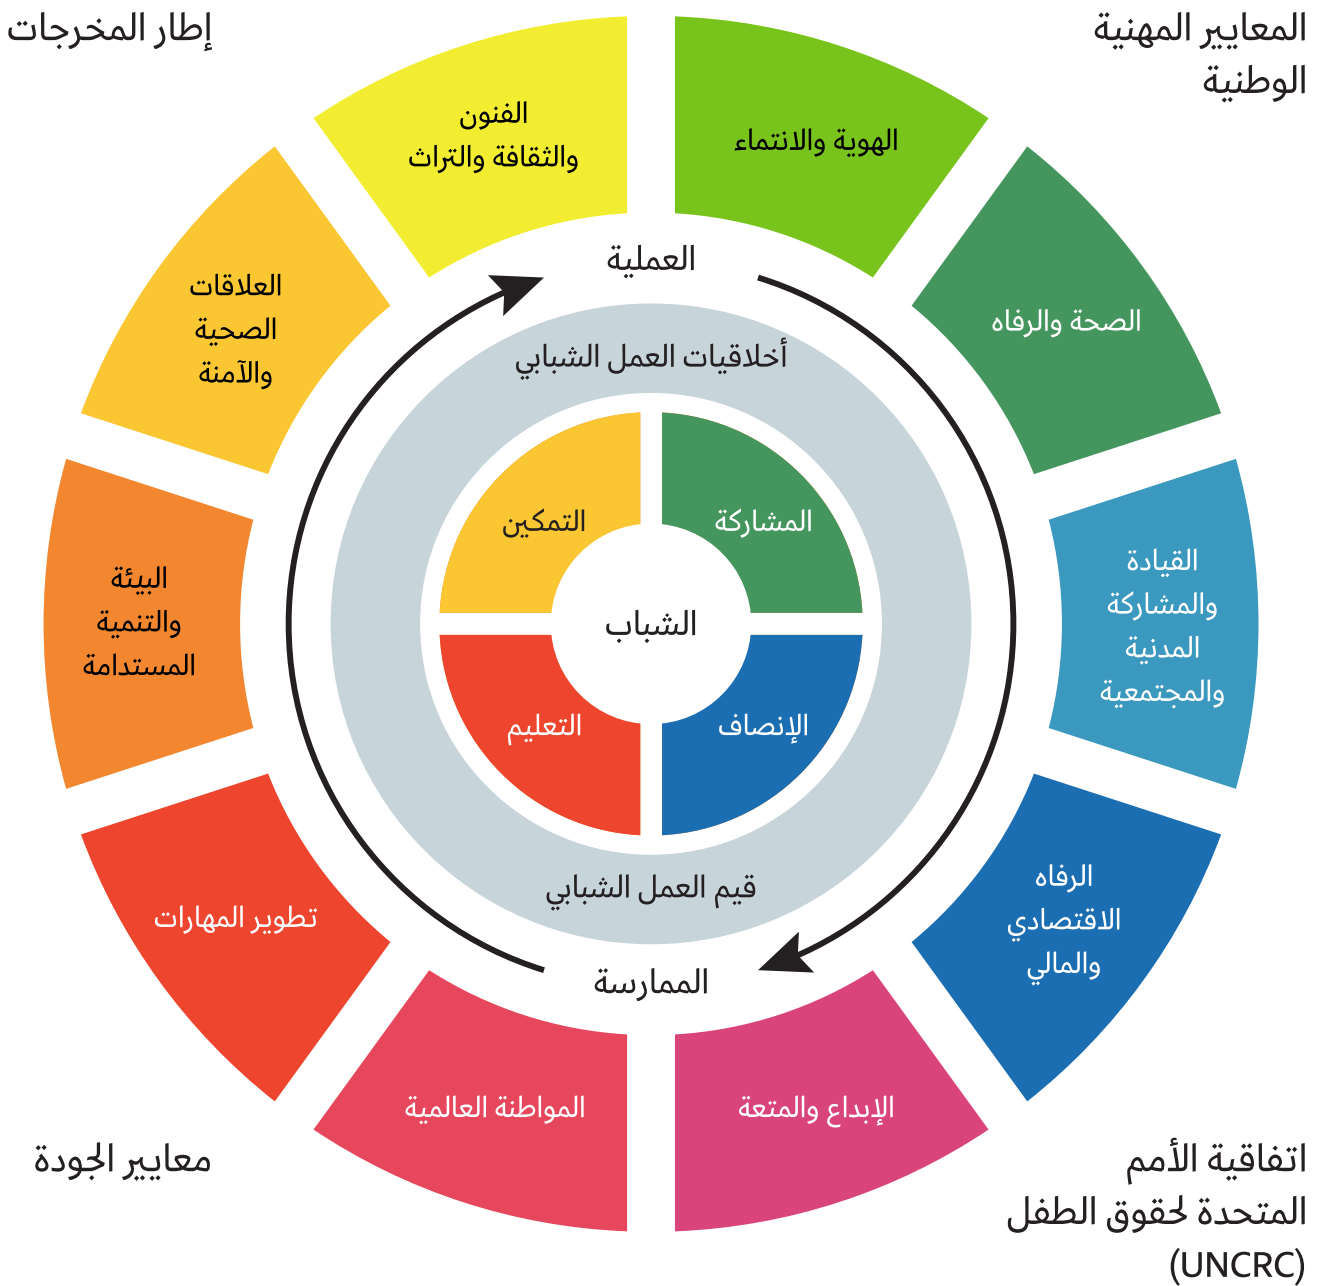 المعايير المهنية
الوطنية
إطار المخرجات
الهوية والانتماء
الصحة والرفاه
القيادة
والمشاركة
المدنية
والمجتمعية
الرفاه
الاقتصادي
والمالي
الإبداع والمتعة
المواطنة العالمية
تطوير المهارات
البيئة
والتنمية
المستدامة
العلاقات
الصحية
والآمنة
الفنون
والثقافة والتراث
العملية
أخلاقيات العمل الشبابي
المشاركة
التمكين
الشباب
الإنصاف
التعليم
قيم العمل الشبابي
الممارسة
اتفاقية الأمم
المتحدة لحقوق الطفل
(UNCRC)
معايير الجودة